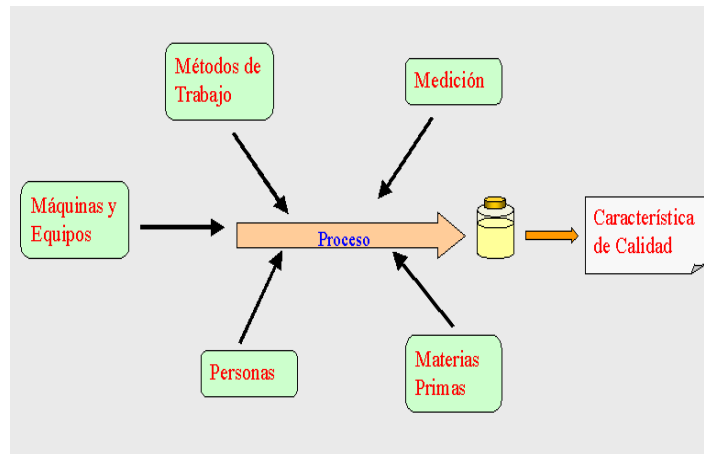 Métodos de
Trabajo
Medición
Máquinas y
Equipos
Proceso
Característica
de Calidad
Personas
Materias
Primas